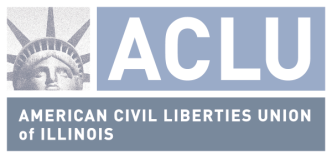 ACLU
AMERICAN CIVIL LIBERTIES UNION
of ILLINOIS